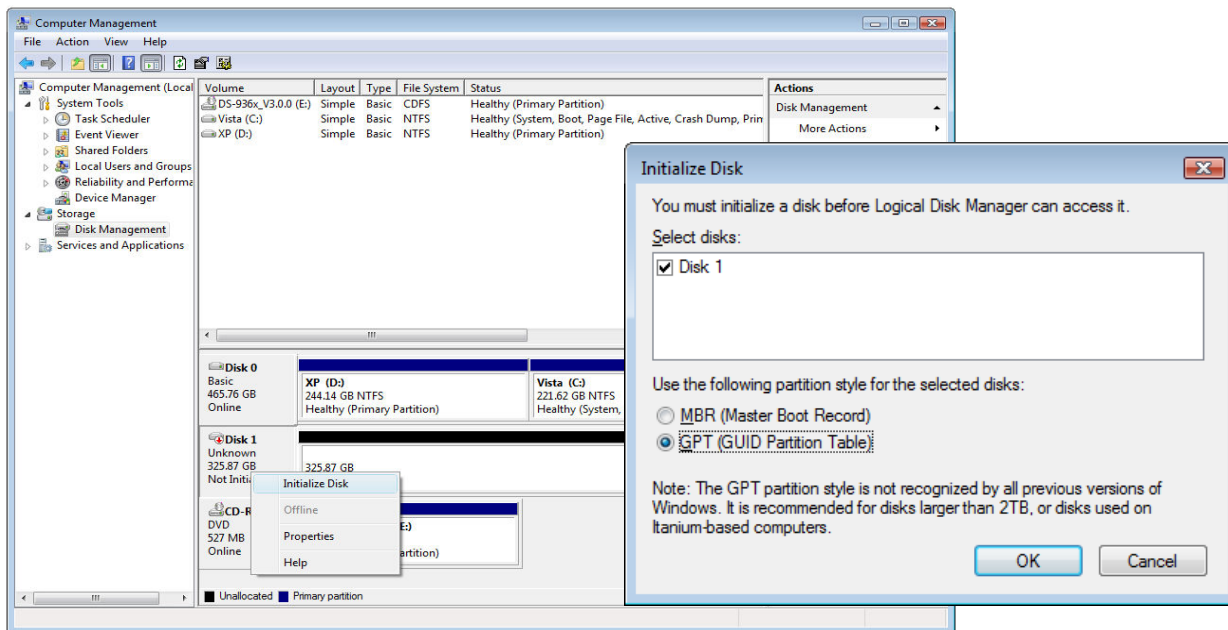 Computer Management
File Action View Help
Computer Management (Local
System Tools
Task Scheduler
Event Viewer
Shared Folders
Local Users and Groups
Reliability and Performa
Device Manager
Storage
Disk Management
Services and Applications
Volume Layout Type File System Status
DS-936x_V3.0.0 (E:) Simple Basic CDFS Healthy (Primary Partition)
Vista (C:) Simple Basic NTFS Healthy (System, Boot, Page File, Active, Crash Dump, Prin
XP (D:) Simple Basic NTFS Healthy (Primary Partition)
Actions
Disk Management
More Actions
Disk 0
Basic
465.76 GB
Online
XP (D:)
244.14 GB NTFS
Healthy (Primary Partition)
Vista (C:)
221.62 GB NTFS
Healthy (System,
Disk 1
Unknown
325.87 GB
Not Initi
325.87 GB
Initialize Disk
Offline
Properties
Help
CD-R
DVD
527 MB
Online
E:)
artition)
Unallocated Primary partition
Initialize Disk
You must initialize a disk before Logical Disk Manager can access it.
Select disks:
Disk 1
Use the following partition style for the selected disks:
MBR (Master Boot Record)
GPT (GUID Partition Table)
Note: The GPT partition style is not recognized by all previous versions of
Windows. It is recommended for disks larger than 2TB, or disks used on
Itanium-based computers.
OK Cancel